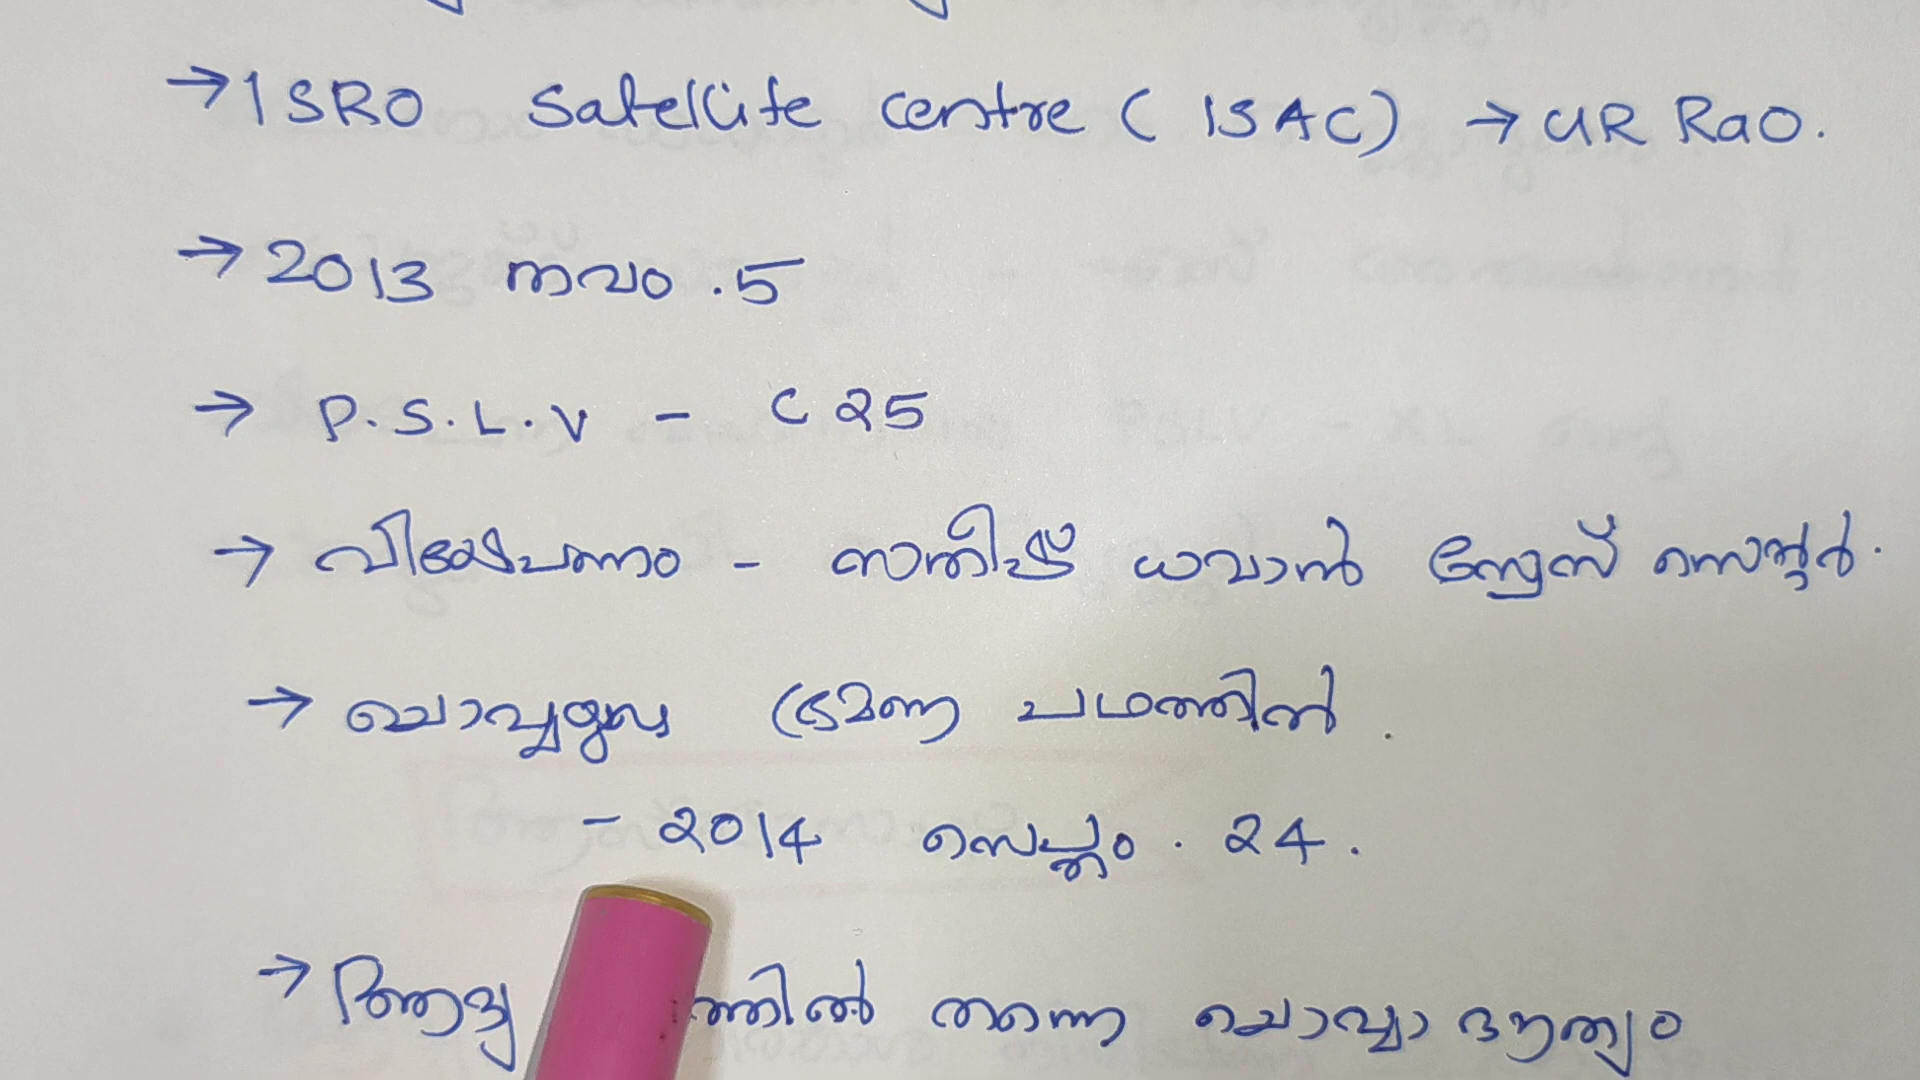 → ISRO Satellite Centre ( ISAC) → UR Rao.
→ 2013 നവം .5
→ P.S.L.V - C 25
→ വിക്ഷേപണം - സതീഷ് ധവാൻ സ്പേസ് സെന്റർ.
→ ചൊവ്വയുടെ ഭ്രമണ പഥത്തിൽ .
- 2014 സെപ്തം . 24 .
→ ആദ്യ ത്തിൽ തന്നെ ചൊവ്വാ ദൗത്യം